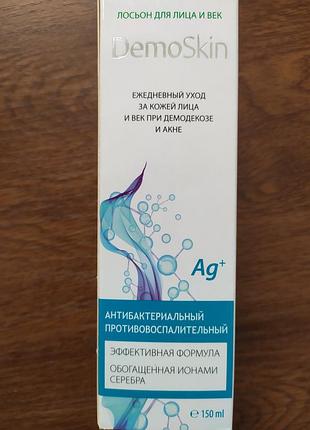 ЛОСЬОН ДЛЯ ЛИЦА И ВЕК
DemoSkin
ЕЖЕДНЕВНЫЙ УХОД
ЗА КОЖЕЙ ЛИЦА
И ВЕК ПРИ ДЕМОДЕКОЗЕ
И АКНЕ
Ag+
АНТИБАКТЕРИАЛЬНЫЙ
ПРОТИВОВОСПАЛИТЕЛЬНЫЙ
ЭФФЕКТИВНАЯ ФОРМУЛА
ОБОГАЩЕННАЯ ИОНАМИ
СЕРЕБРА
℮ 150 ml